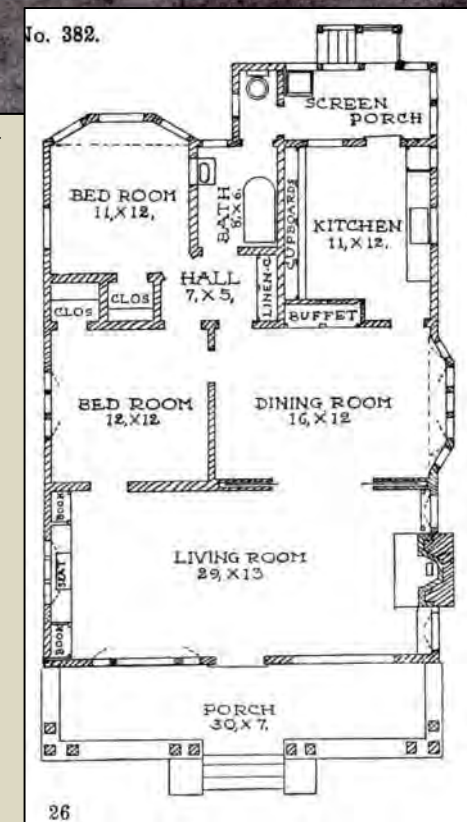 No. 382.
SCREEN
PORCH
BED ROOM
11, X 12,
BATH
8, X 6,
CUPBOARDS
KITCHEN
11, X 12,
HALL
7, X 5,
LINEN-C
CLOS
CLOS
BUFFET
BED ROOM
12, X 12
DINING ROOM
16, X 12
BOOK
SEAT
BOOK
LIVING ROOM
29, X 13
PORCH
30, X 7,
26